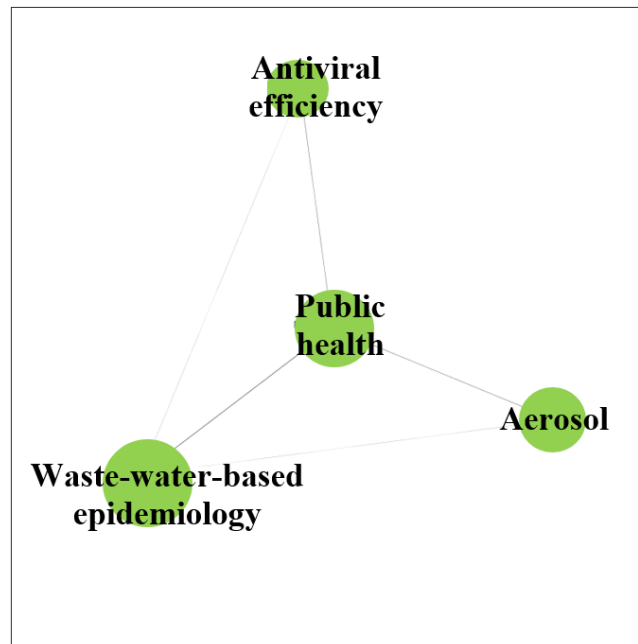 Antiviral
efficiency
Public
health
Aerosol
Waste-water-based
epidemiology